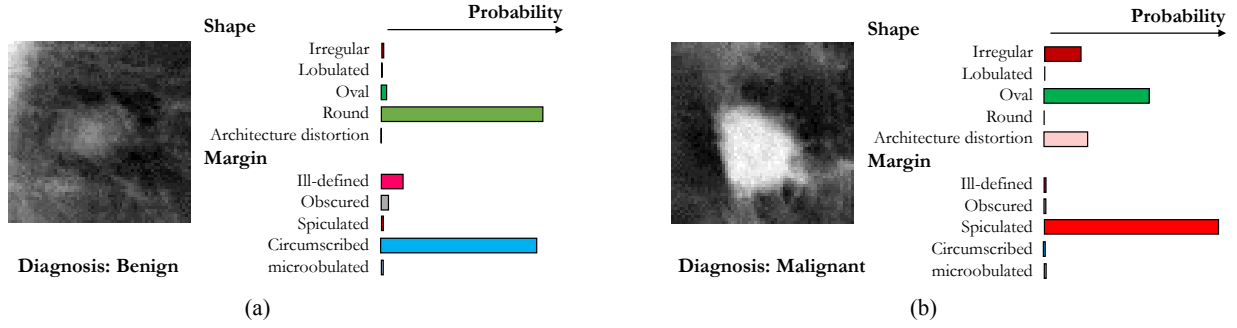 Probability
Shape
Irregular
Lobulated
Oval
Round
Architecture distortion
Margin
Ill-defined
Obscured
Spiculated
Circumscribed
microobulated
Diagnosis: Benign
(a)
Probability
Shape
Irregular
Lobulated
Oval
Round
Architecture distortion
Margin
Ill-defined
Obscured
Spiculated
Circumscribed
microobulated
Diagnosis: Malignant
(b)